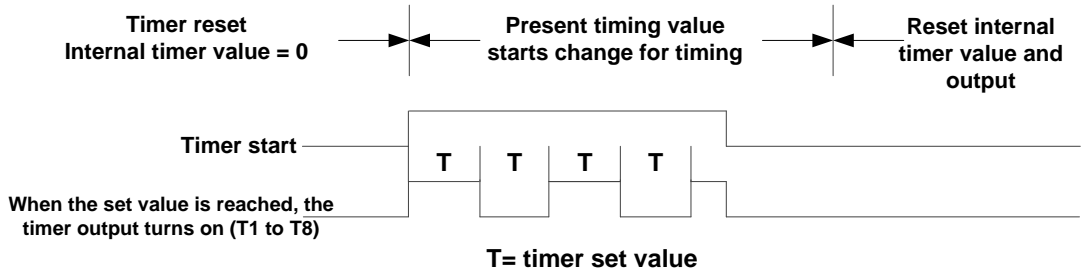 Timer reset
Internal timer value = 0
Present timing value
starts change for timing
Reset internal
timer value and
output
Timer start
T T T T
When the set value is reached, the
timer output turns on (T1 to T8)
T= timer set value